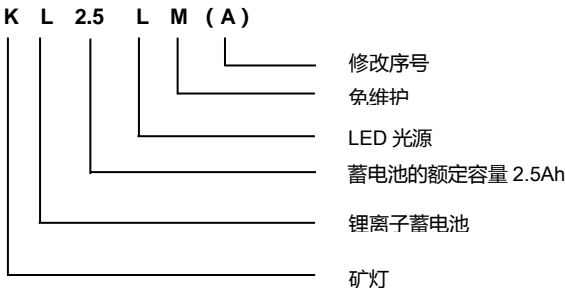 K L 2.5 L M (A)
修改序号
免维护
LED 光源
蓄电池的额定容量 2.5Ah
锂离子蓄电池
矿灯